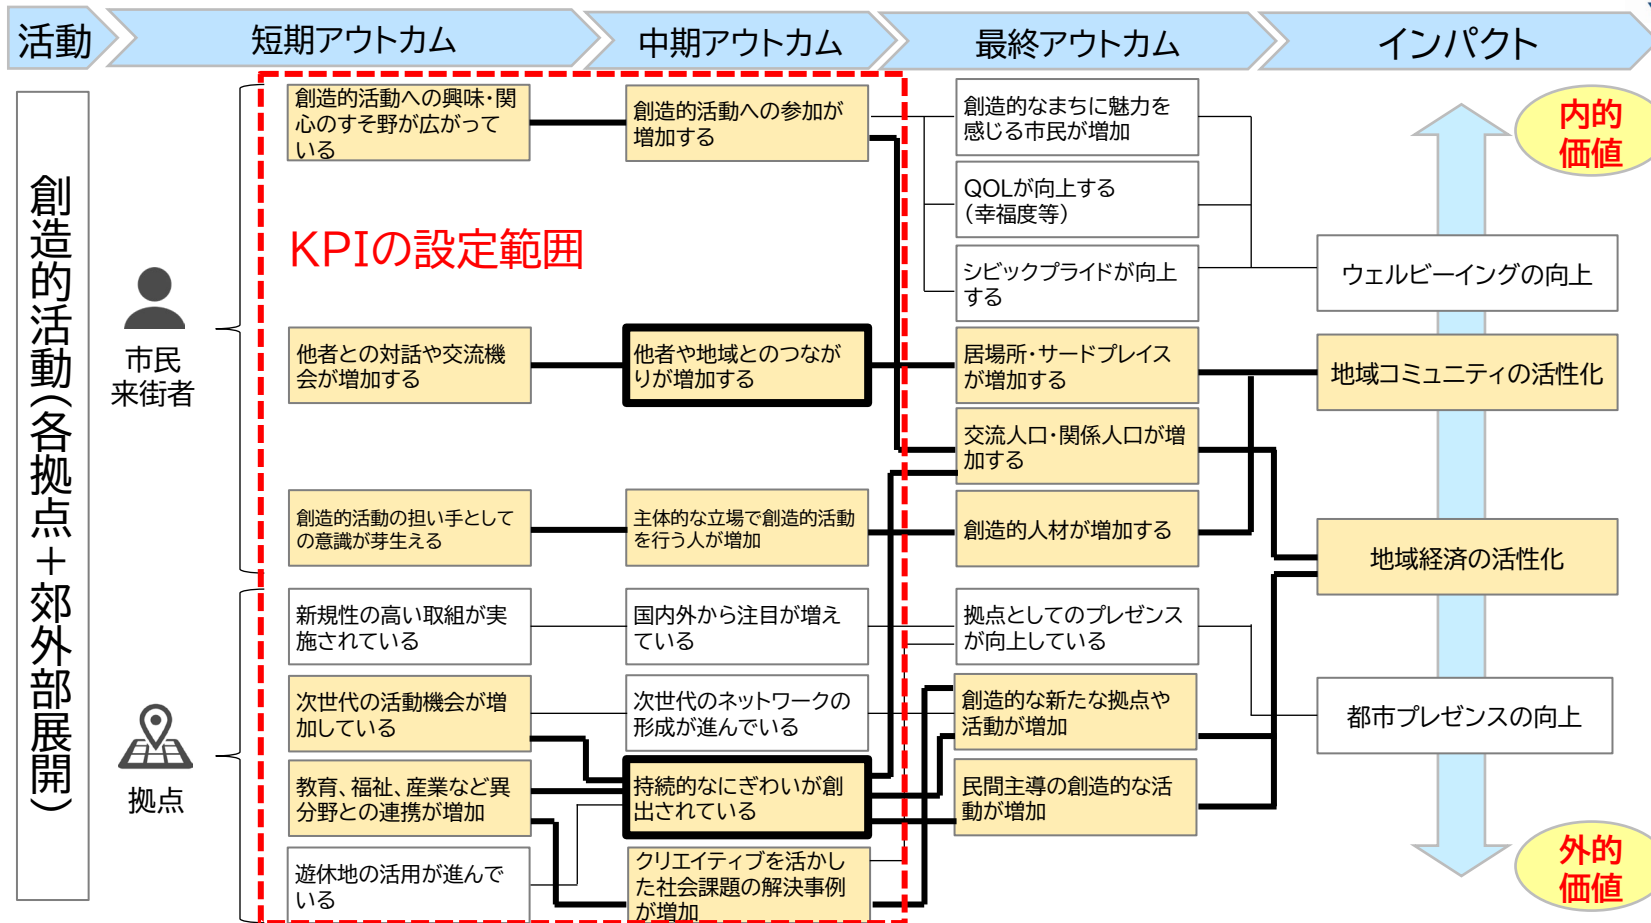 活動
短期アウトカム
中期アウトカム
最終アウトカム
インパクト
創造的活動（各拠点＋郊外部展開）
市民
来街者
拠点
KPIの設定範囲
創造的活動への興味・関
心のすそ野が広がって
いる
他者との対話や交流機
会が増加する
創造的活動の担い手として
の意識が芽生える
新規性の高い取組が実
施されている
次世代の活動機会が増
加している
教育、福祉、産業など異
分野との連携が増加
遊休地の活用が進んで
いる
創造的活動への参加が
増加する
他者や地域とのつなが
りが増加する
主体的な立場で創造的活動
を行う人が増加
国内外から注目が増え
ている
次世代のネットワークの
形成が進んでいる
持続的なにぎわいが創
出されている
クリエイティブを活かし
た社会課題の解決事例
が増加
創造的なまちに魅力を
感じる市民が増加
QOLが向上する
（幸福度等）
シビックプライドが向上
する
居場所・サードプレイス
が増加する
交流人口・関係人口が増
加する
創造的人材が増加する
拠点としてのプレゼンス
が向上している
創造的な新たな拠点や
活動が増加
民間主導の創造的な活
動が増加
内的
価値
ウェルビーイングの向上
地域コミュニティの活性化
地域経済の活性化
都市プレゼンスの向上
外的
価値